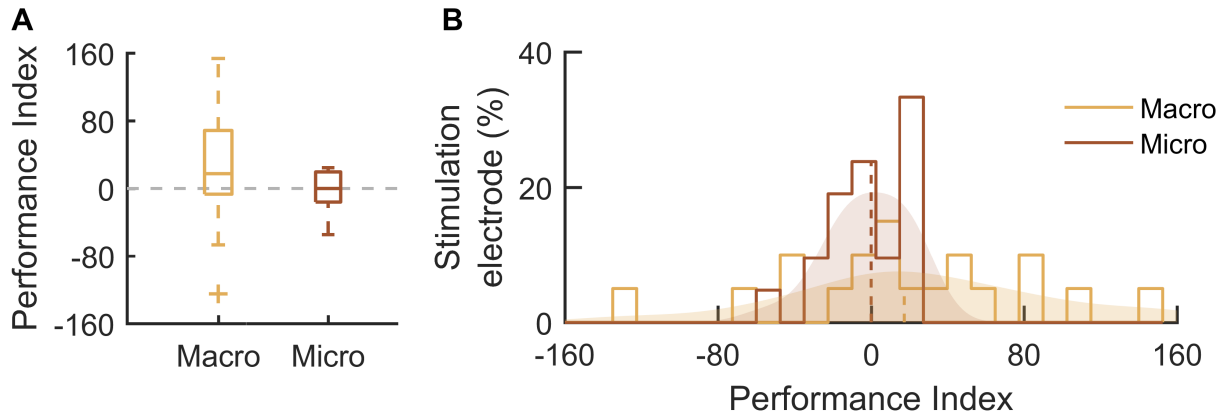 A
Performance Index
160
80
0
-80
-160
Macro
Micro
B
Stimulation
electrode (%)
40
20
0
-160
-80
0
80
160
Performance Index
Macro
Micro